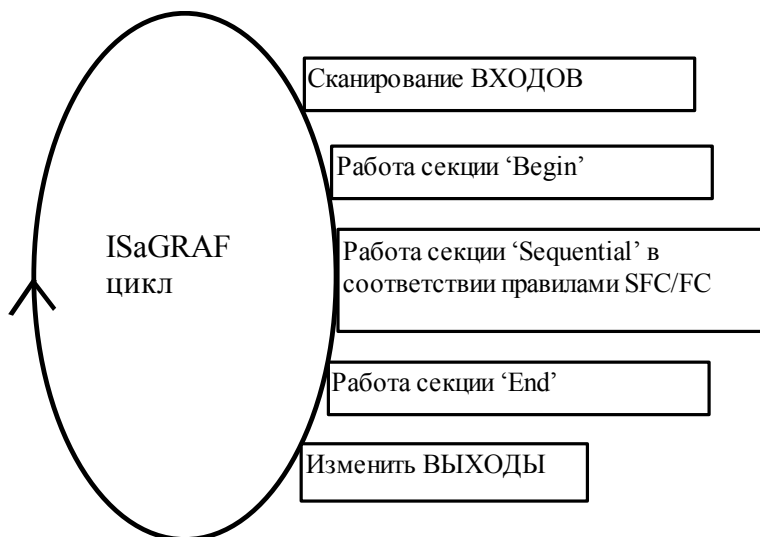 Сканирование ВХОДОВ
Работа секции ‘Begin’
ISaGRAF
цикл
Работа секции ‘Sequential’ в
соответствии правилами SFC/FC
Работа секции ‘End’
Изменить ВЫХОДЫ